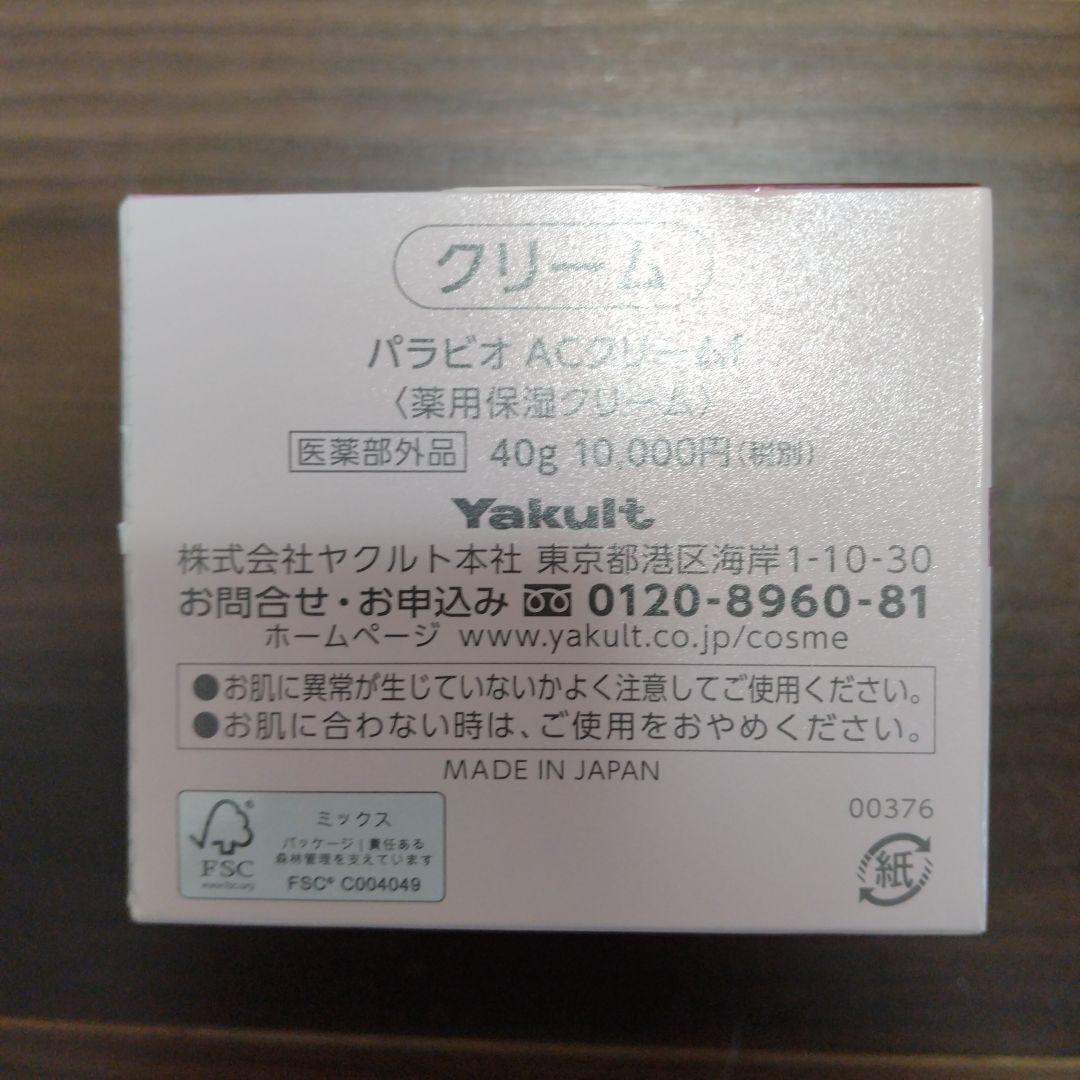 クリーム
パラビオ ACクリームf
〈薬用保湿クリーム〉
医薬部外品 40g 10,000円(税別)
Yakult
株式会社ヤクルト本社 東京都港区海岸1-10-30
お問合せ・お申込み 0120-8960-81
ホームページ www.yakult.co.jp/cosme
●お肌に異常が生じていないかよく注意してご使用ください。
●お肌に合わない時は、ご使用をおやめください。
MADE IN JAPAN
00376
紙
ミックス
パッケージ|責任ある
森林管理を支えています
FSC® C004049
FSC
www.fsc.org